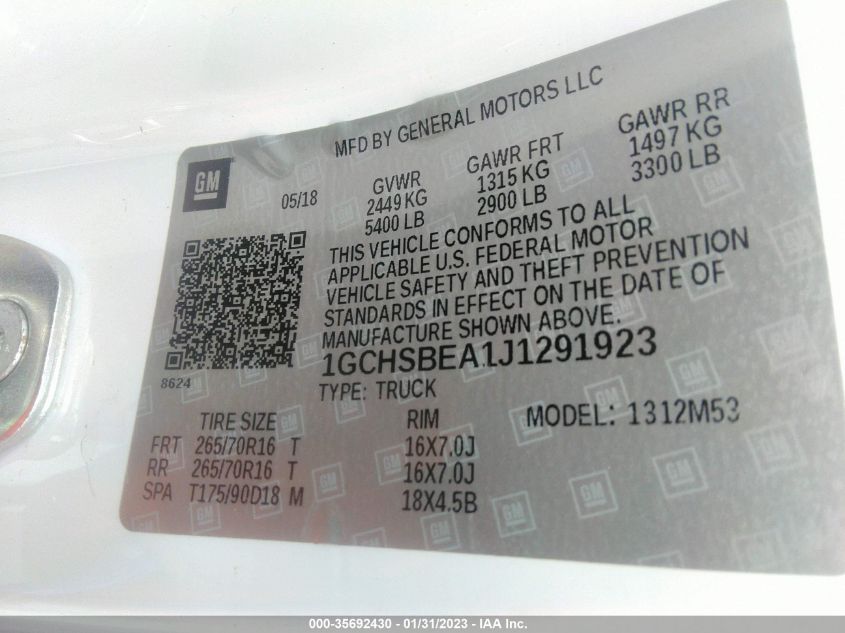 MFD BY GENERAL MOTORS LLC
GM
05/18
GVWR GAWR FRT GAWR RR
2449 KG 1315 KG 1497 KG
5400 LB 2900 LB 3300 LB
THIS VEHICLE CONFORMS TO ALL
APPLICABLE U.S. FEDERAL MOTOR
VEHICLE SAFETY AND THEFT PREVENTION
STANDARDS IN EFFECT ON THE DATE OF
MANUFACTURE SHOWN ABOVE.
1GCHSBEA1J1291923
8624
TYPE: TRUCK
MODEL: 1312M53
TIRE SIZE RIM
FRT 265/70R16 T 16X7.0J
RR 265/70R16 T 16X7.0J
SPA T175/90D18 M 18X4.5B
000-35692430 - 01/31/2023 - IAA Inc.